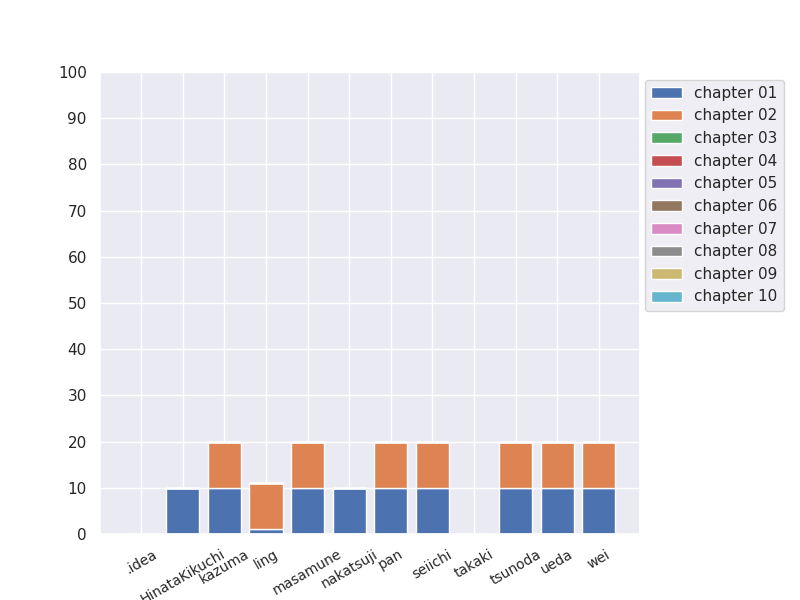 100
90
80
70
60
50
40
30
20
10
0
.idea
HinataKikuchi
kazuma
ling
masamune
nakatsuji
pan
seiichi
takaki
tsunoda
ueda
wei
chapter 01
chapter 02
chapter 03
chapter 04
chapter 05
chapter 06
chapter 07
chapter 08
chapter 09
chapter 10